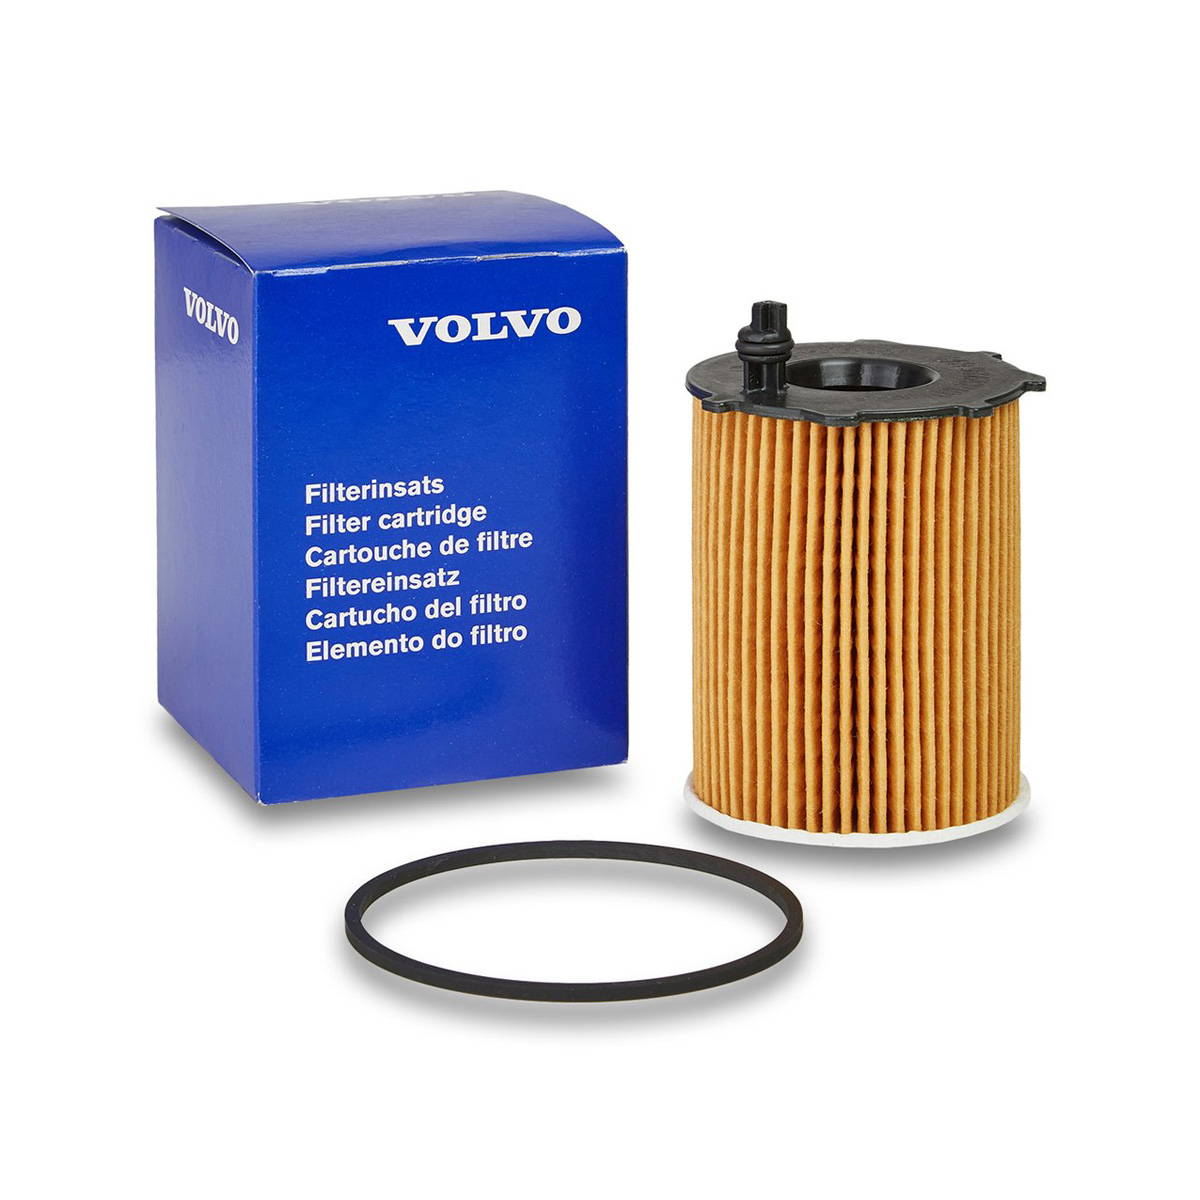 VOLVO
VOLVO
Filterinsats
Filter cartridge
Cartouche de filtre
Filtereinsatz
Cartucho del filtro
Elemento do filtro